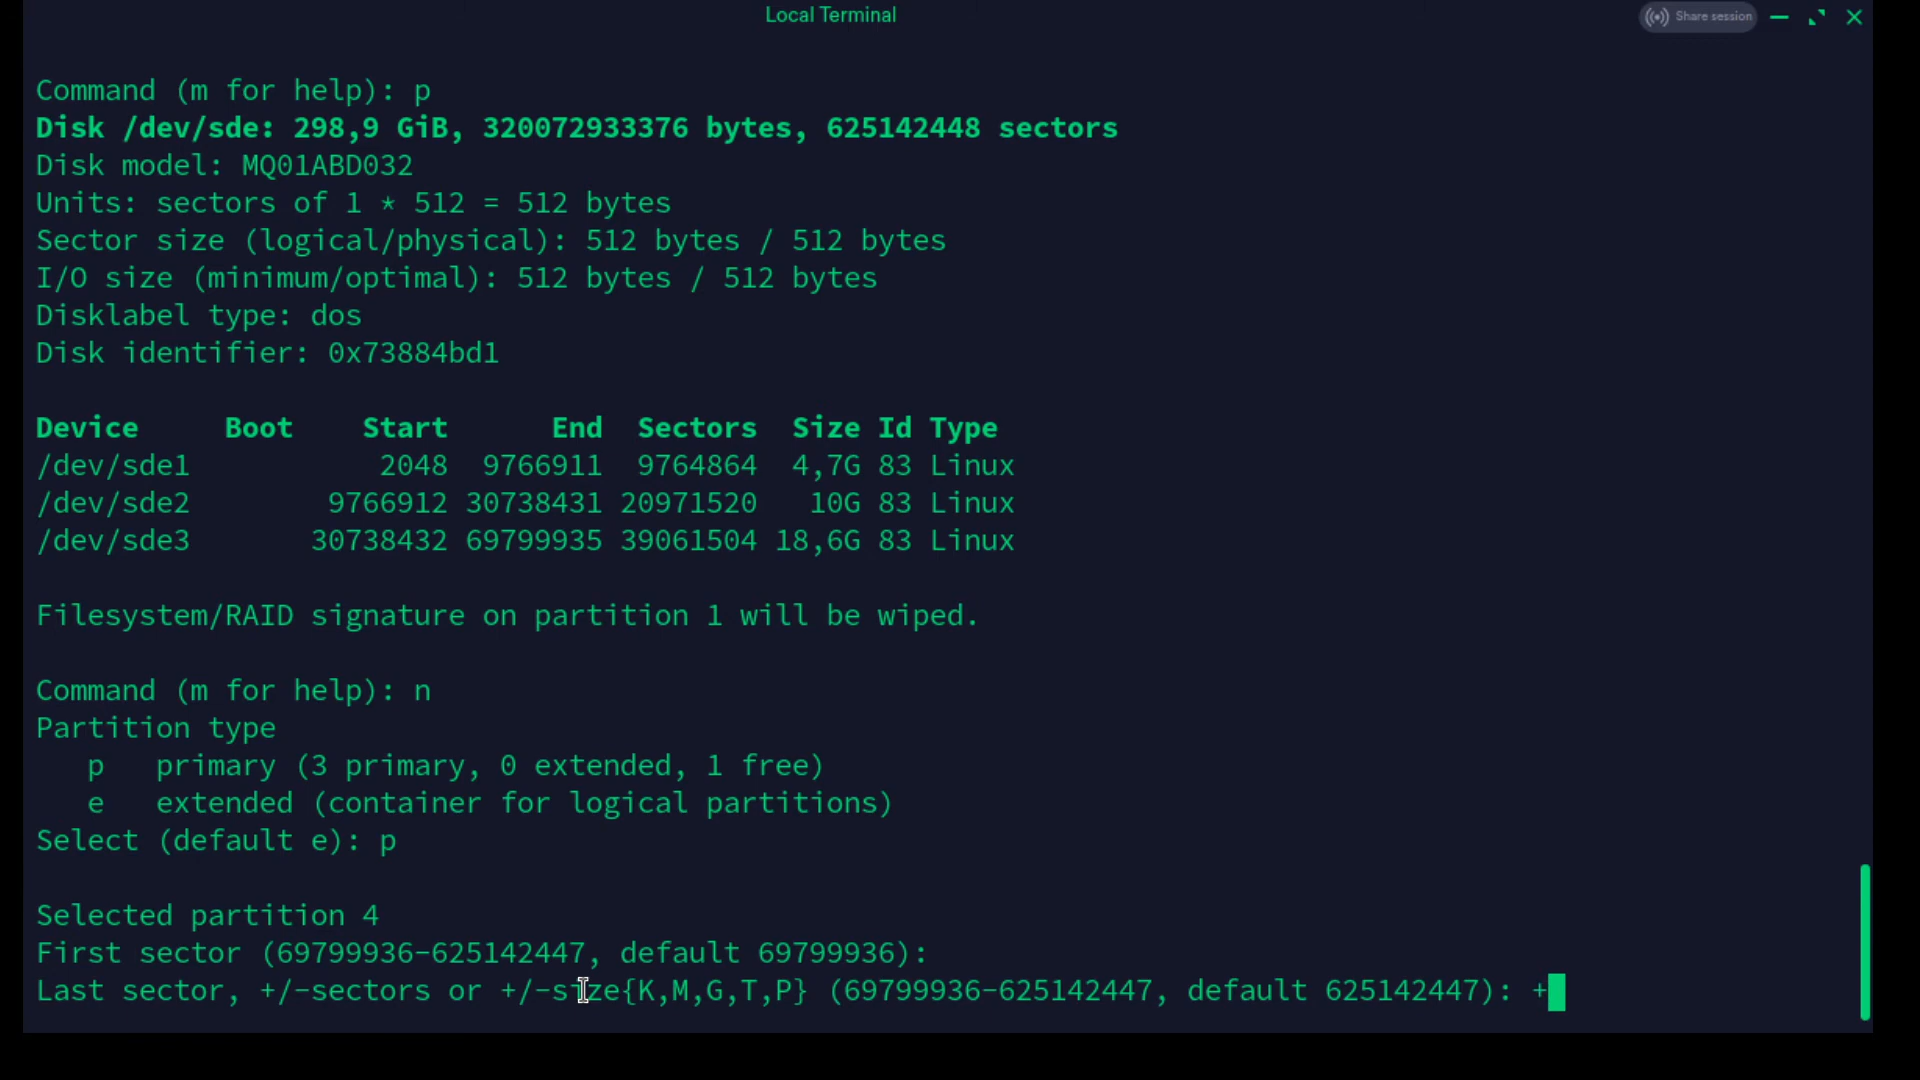 Local Terminal
Share session
Command (m for help): p
Disk /dev/sde: 298,9 GiB, 320072933376 bytes, 625142448 sectors
Disk model: MQ01ABD032
Units: sectors of 1 * 512 = 512 bytes
Sector size (logical/physical): 512 bytes / 512 bytes
I/O size (minimum/optimal): 512 bytes / 512 bytes
Disklabel type: dos
Disk identifier: 0x73884bd1
Device     Boot    Start      End  Sectors  Size Id Type
/dev/sde1           2048  9766911  9764864  4,7G 83 Linux
/dev/sde2        9766912 30738431 20971520   10G 83 Linux
/dev/sde3       30738432 69799935 39061504 18,6G 83 Linux
Filesystem/RAID signature on partition 1 will be wiped.
Command (m for help): n
Partition type
   p   primary (3 primary, 0 extended, 1 free)
   e   extended (container for logical partitions)
Select (default e): p
Selected partition 4
First sector (69799936-625142447, default 69799936):
Last sector, +/-sectors or +/-size{K,M,G,T,P} (69799936-625142447, default 625142447): +